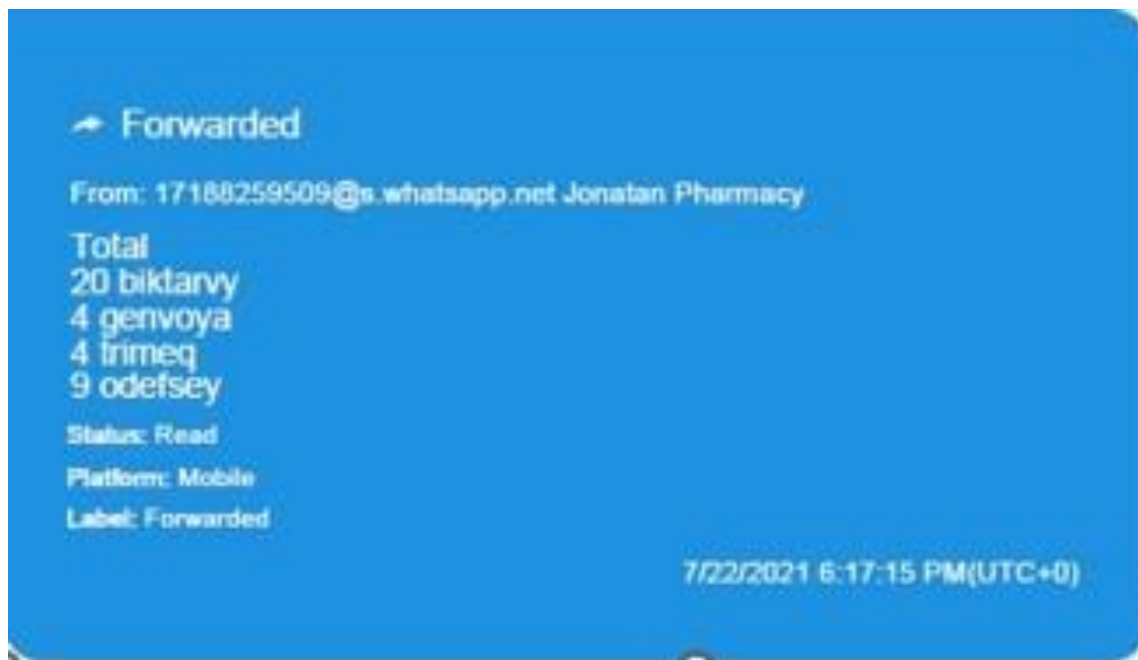 Forwarded
From: 17188259509@s.whatsapp.net Jonatan Pharmacy
Total
20 biktarvy
4 genvoya
4 trimeq
9 odefsey
Status: Read
Platform: Mobile
Label: Forwarded
7/22/2021 6:17:15 PM(UTC+0)